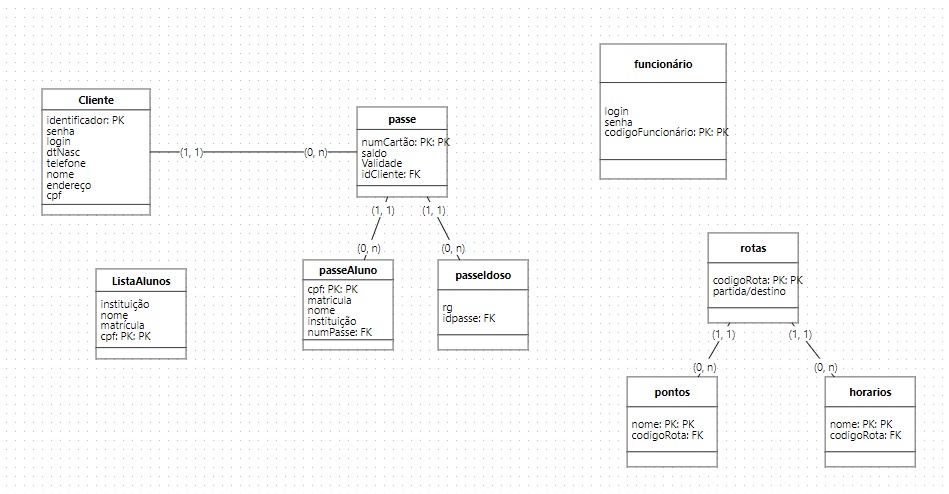 Cliente
identificador: PK
senha
login
dtNasc
telefone
nome
endereço
cpf
(1, 1)
(0, n)
passe
numCartão: PK: PK
saldo
Validade
idCliente: FK
(1, 1)
(1, 1)
(0, n)
(0, n)
passeAluno
cpf: PK: PK
matricula
nome
instituição
numPasse: FK
passeIdoso
rg
idpasse: FK
ListaAlunos
instituição
nome
matrícula
cpf: PK: PK
funcionário
login
senha
codigoFuncionário: PK: PK
rotas
codigoRota: PK: PK
partida/destino
(1, 1)
(1, 1)
(0, n)
(0, n)
pontos
nome: PK: PK
codigoRota: FK
horarios
nome: PK: PK
codigoRota: FK